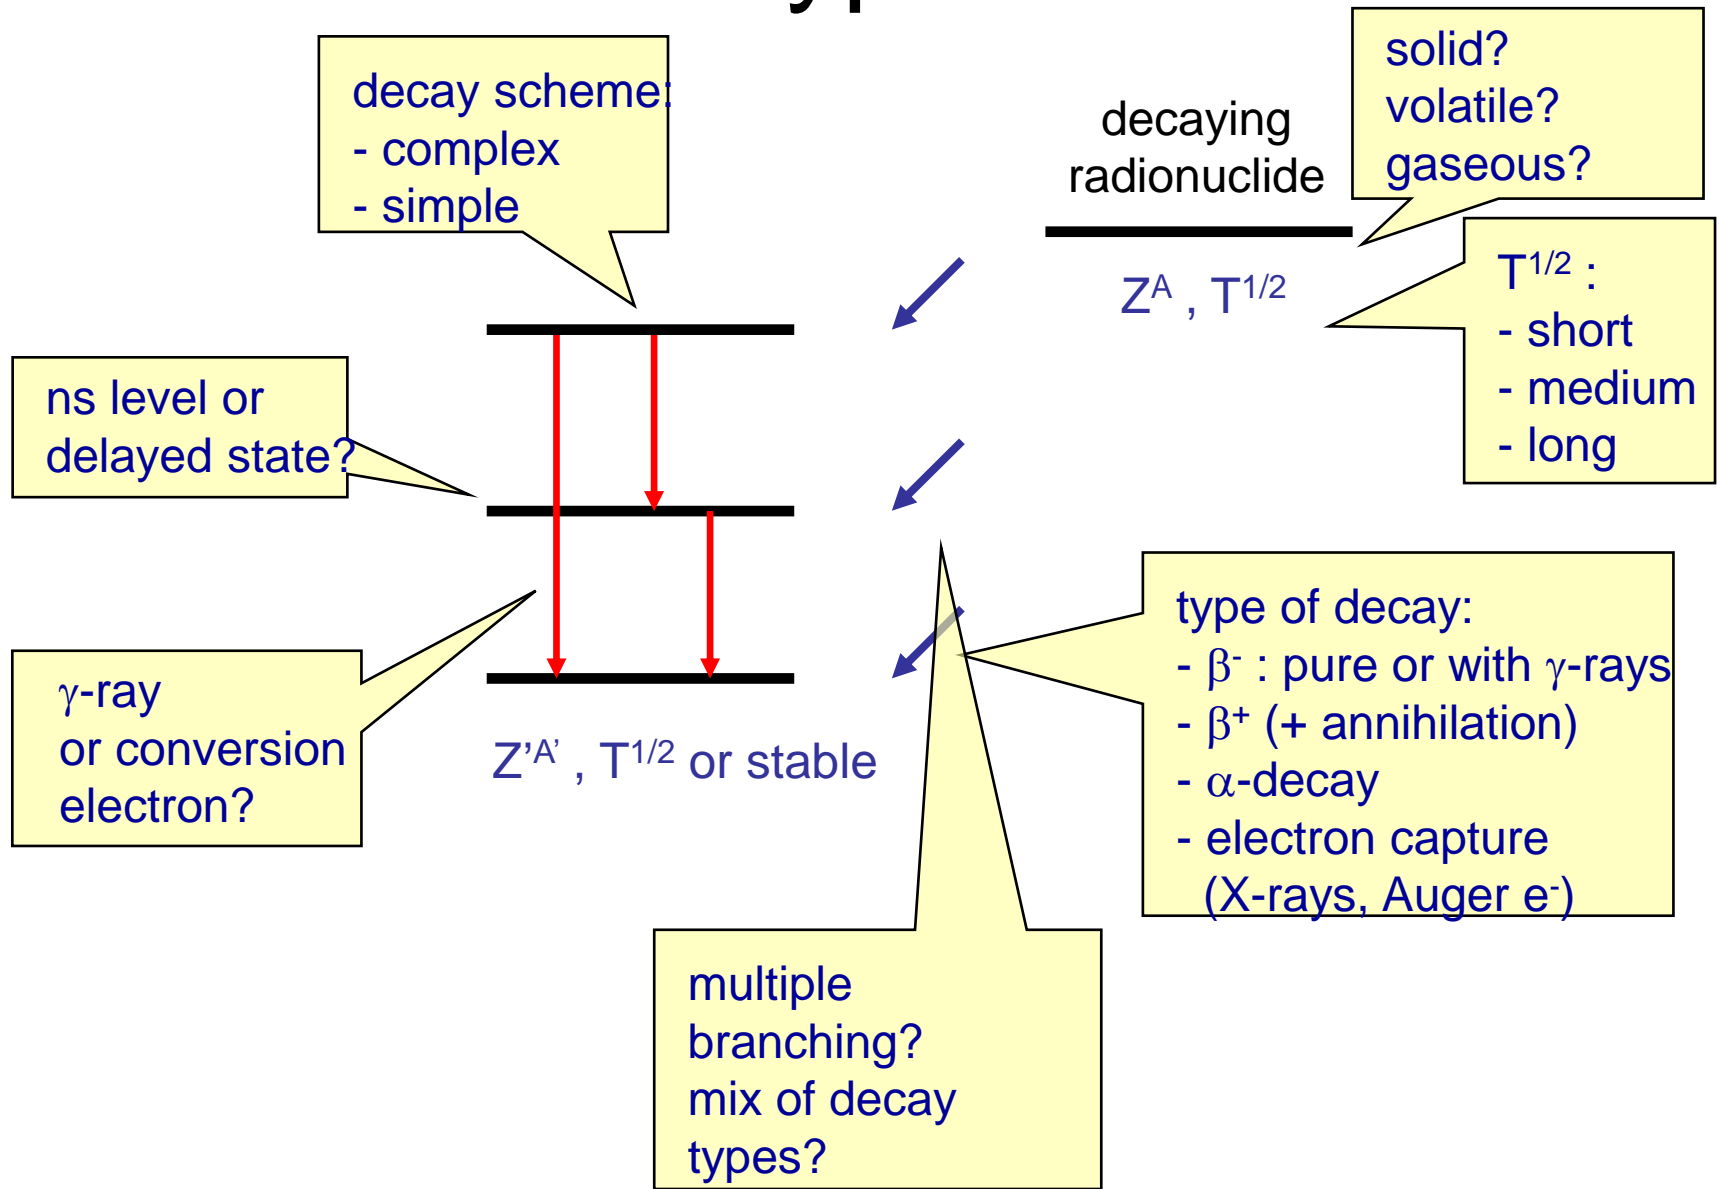 decay scheme:
- complex
- simple
decaying
radionuclide
solid?
volatile?
gaseous?
Z^A , T^1/2
T^1/2 :
- short
- medium
- long
ns level or
delayed state?
γ-ray
or conversion
electron?
Z’^A’ , T^1/2 or stable
type of decay:
- β^- : pure or with γ-rays
- β^+ (+ annihilation)
- α-decay
- electron capture
(X-rays, Auger e^-)
multiple
branching?
mix of decay
types?